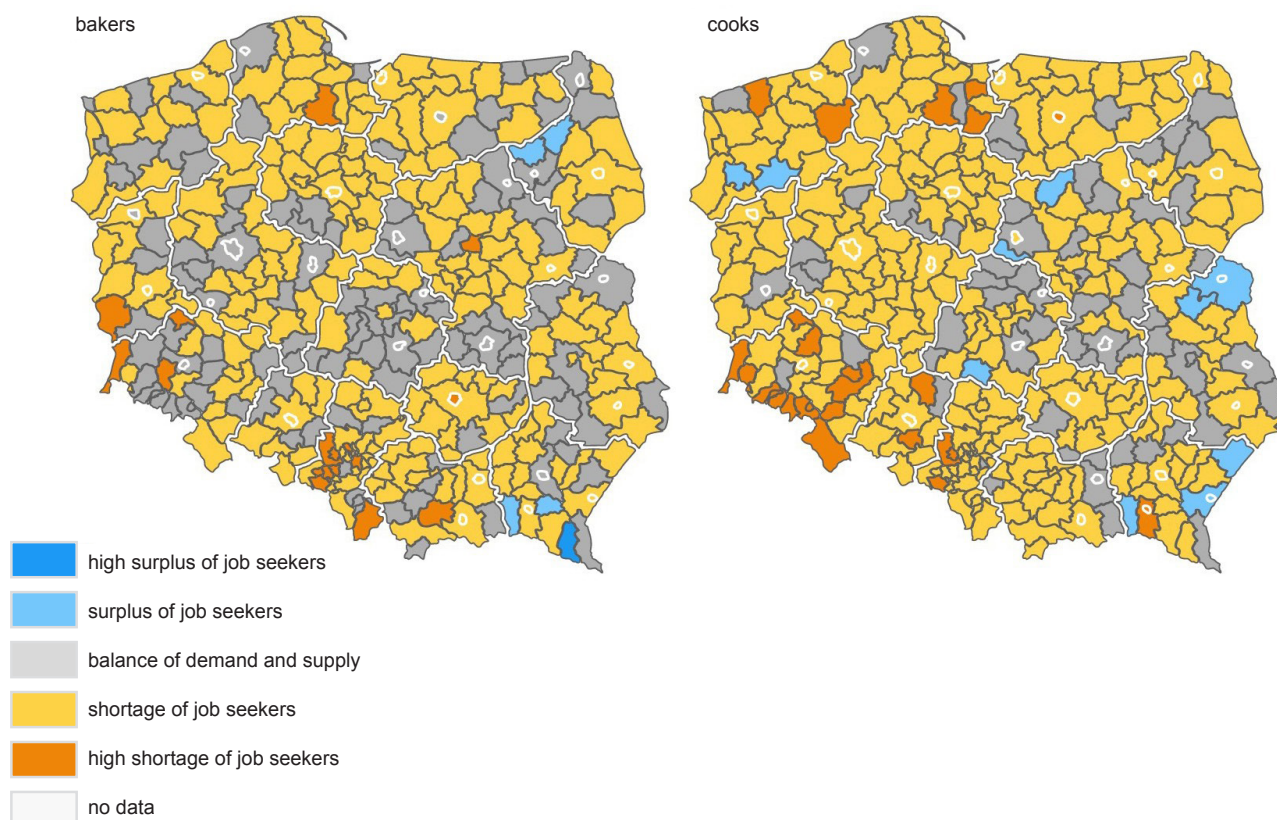 bakers
cooks
high surplus of job seekers
surplus of job seekers
balance of demand and supply
shortage of job seekers
high shortage of job seekers
no data